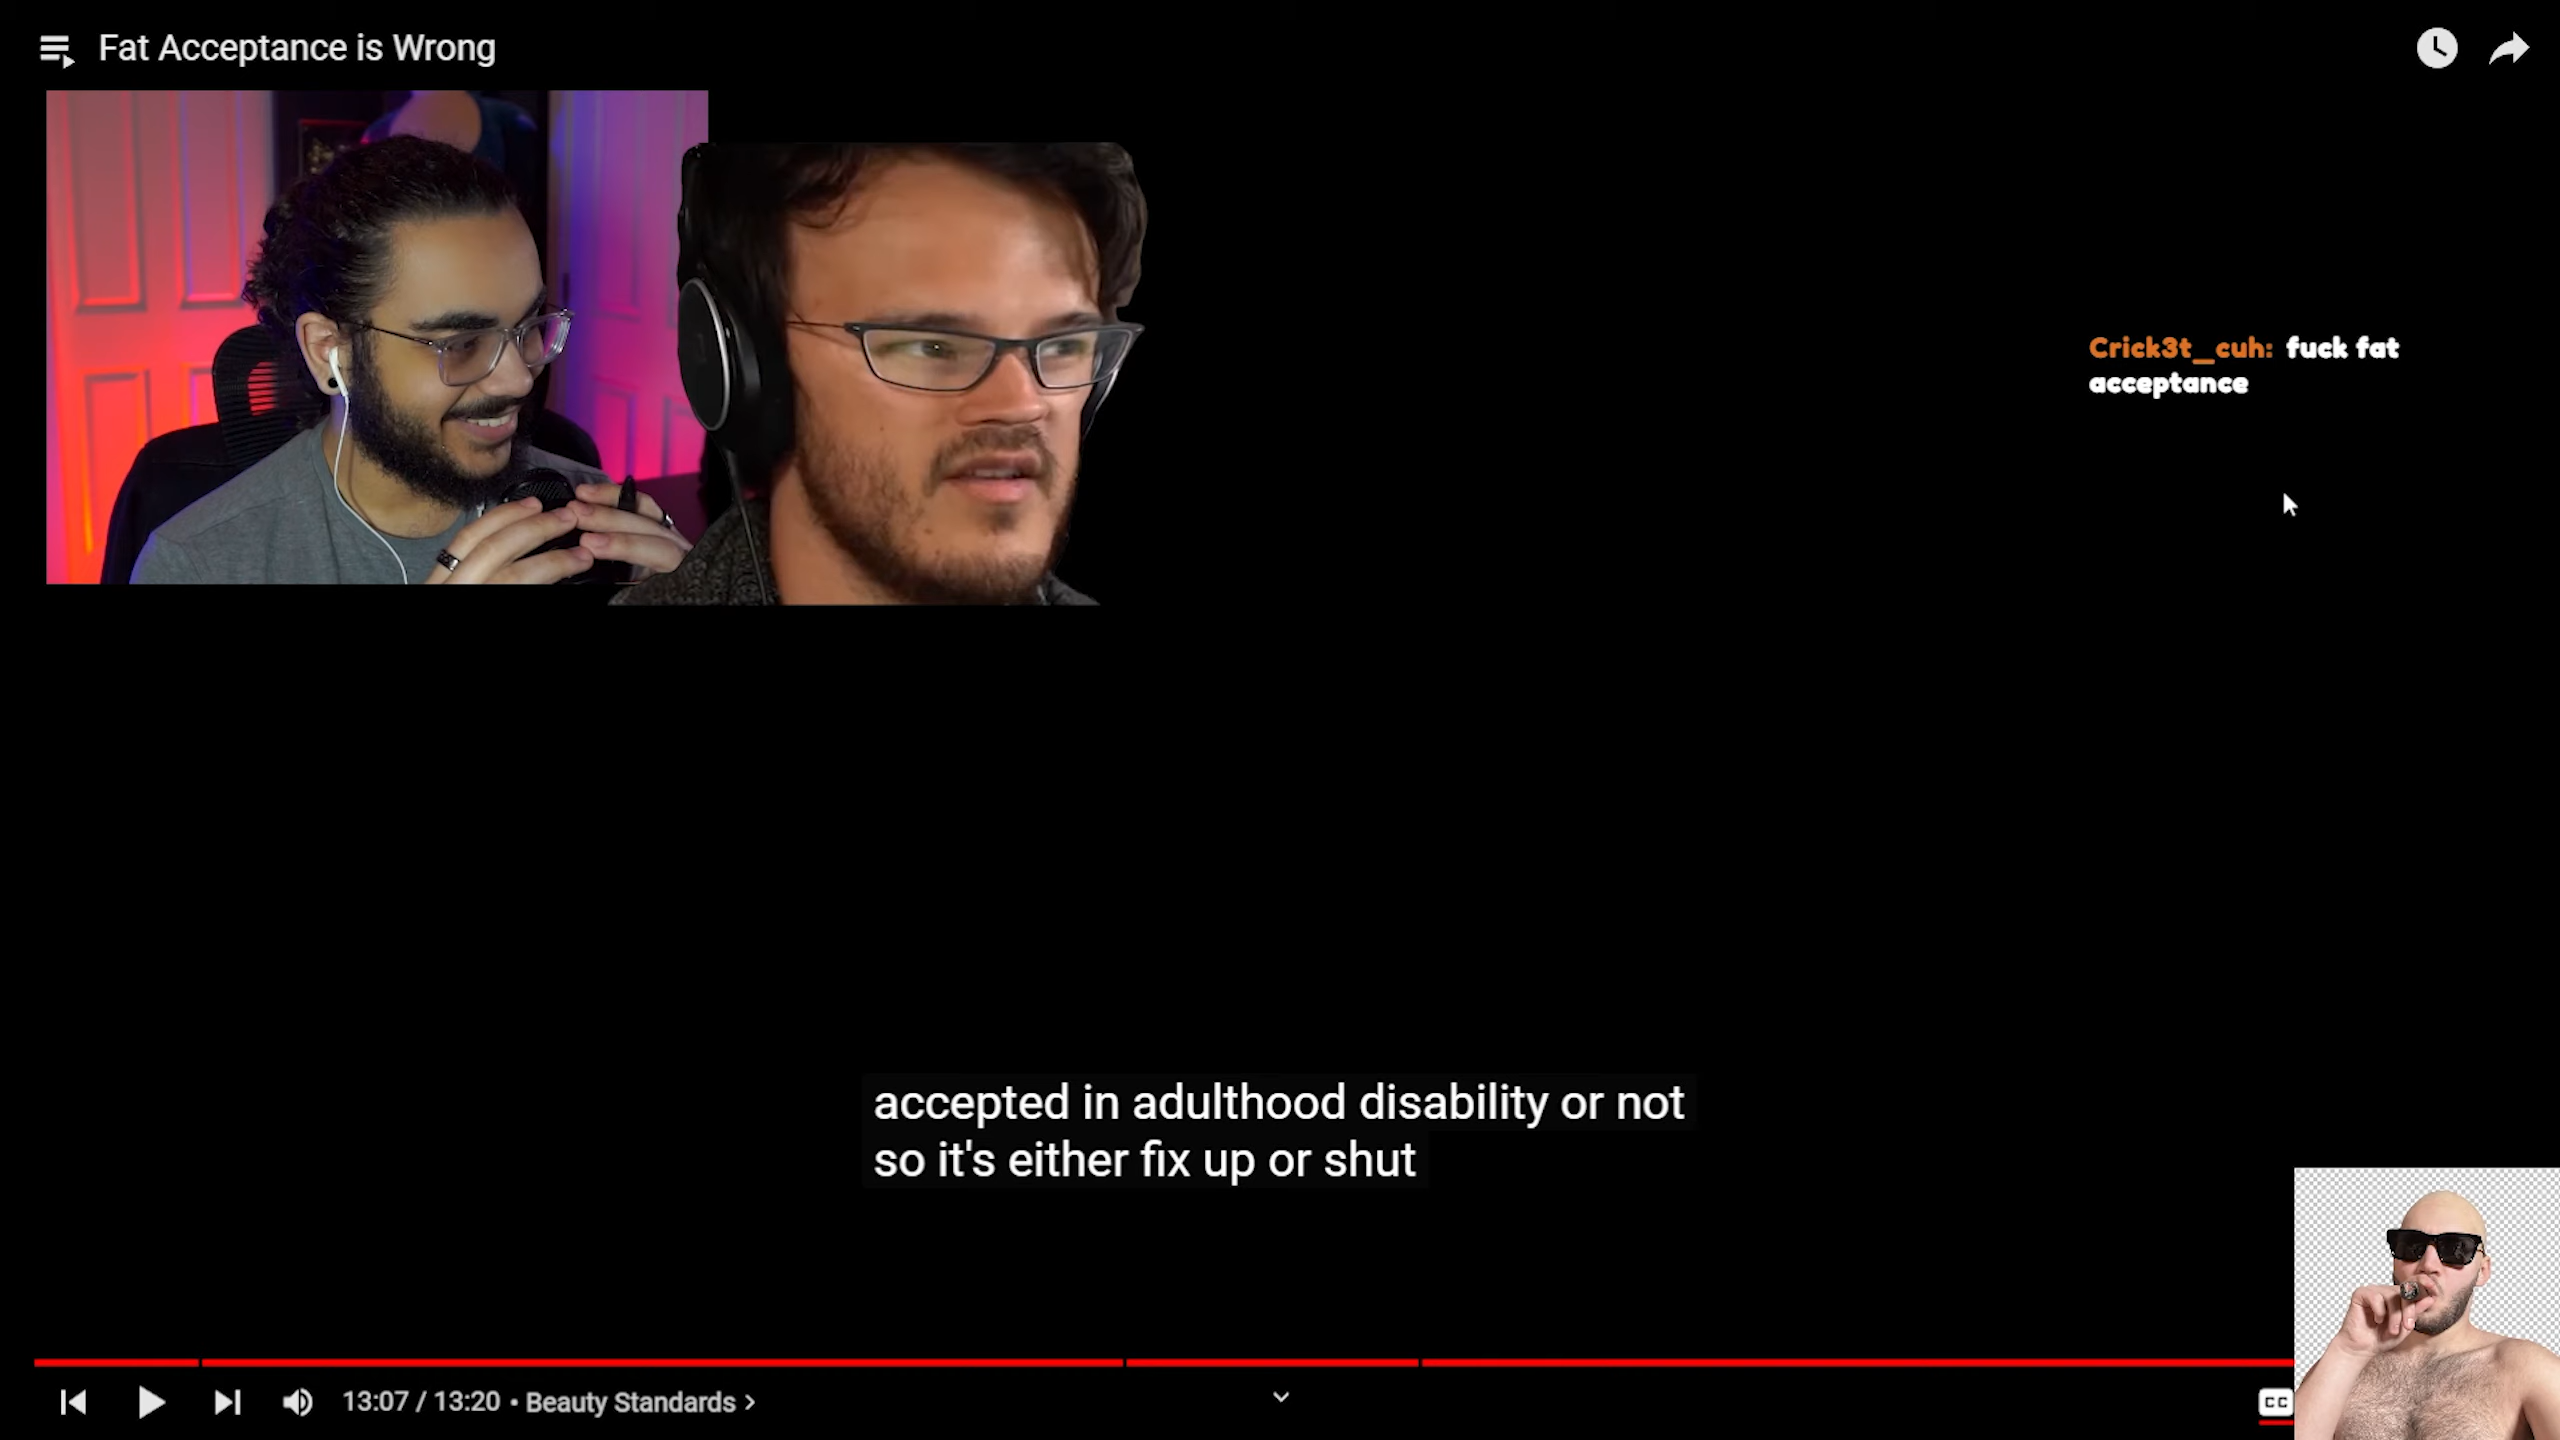 Fat Acceptance is Wrong
Crick3t_cuh: fuck fat
acceptance
accepted in adulthood disability or not
so it's either fix up or shut
13:07 / 13:20 • Beauty Standards >
CC